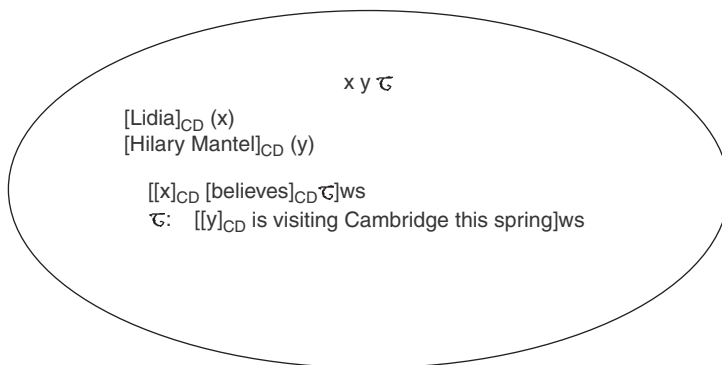 x y τ
[Lidia]CD (x)
[Hilary Mantel]CD (y)
[[x]CD [believes]CD τ]ws
τ: [[y]CD is visiting Cambridge this spring]ws